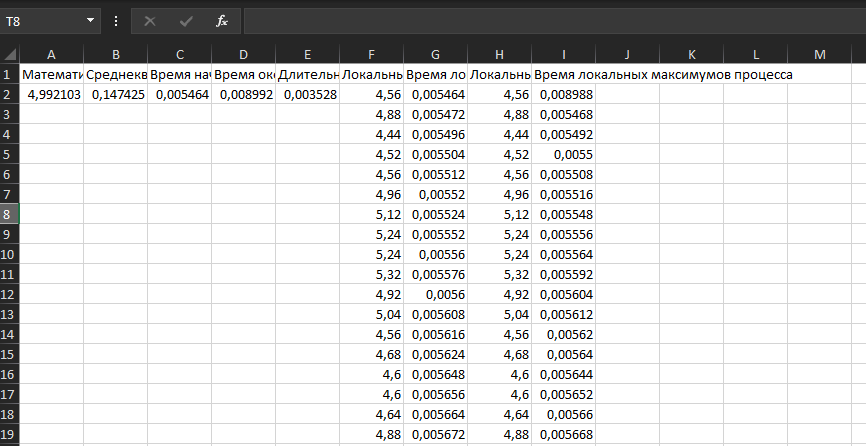 T8 fx
A B C D E F G H I J K L M
1 Математи Среднекв Время нач Время око Длительн Локальны Время ло Локальны Время локальных максимумов процесса
2 4,992103 0,147425 0,005464 0,008992 0,003528 4,56 0,005464 4,56 0,008988
3 4,88 0,005472 4,88 0,005468
4 4,44 0,005496 4,44 0,005492
5 4,52 0,005504 4,52 0,0055
6 4,56 0,005512 4,56 0,005508
7 4,96 0,00552 4,96 0,005516
8 5,12 0,005524 5,12 0,005548
9 5,24 0,005552 5,24 0,005556
10 5,24 0,00556 5,24 0,005564
11 5,32 0,005576 5,32 0,005592
12 4,92 0,0056 4,92 0,005604
13 5,04 0,005608 5,04 0,005612
14 4,56 0,005616 4,56 0,00562
15 4,68 0,005624 4,68 0,00564
16 4,6 0,005648 4,6 0,005644
17 4,6 0,005656 4,6 0,005652
18 4,64 0,005664 4,64 0,00566
19 4,88 0,005672 4,88 0,005668